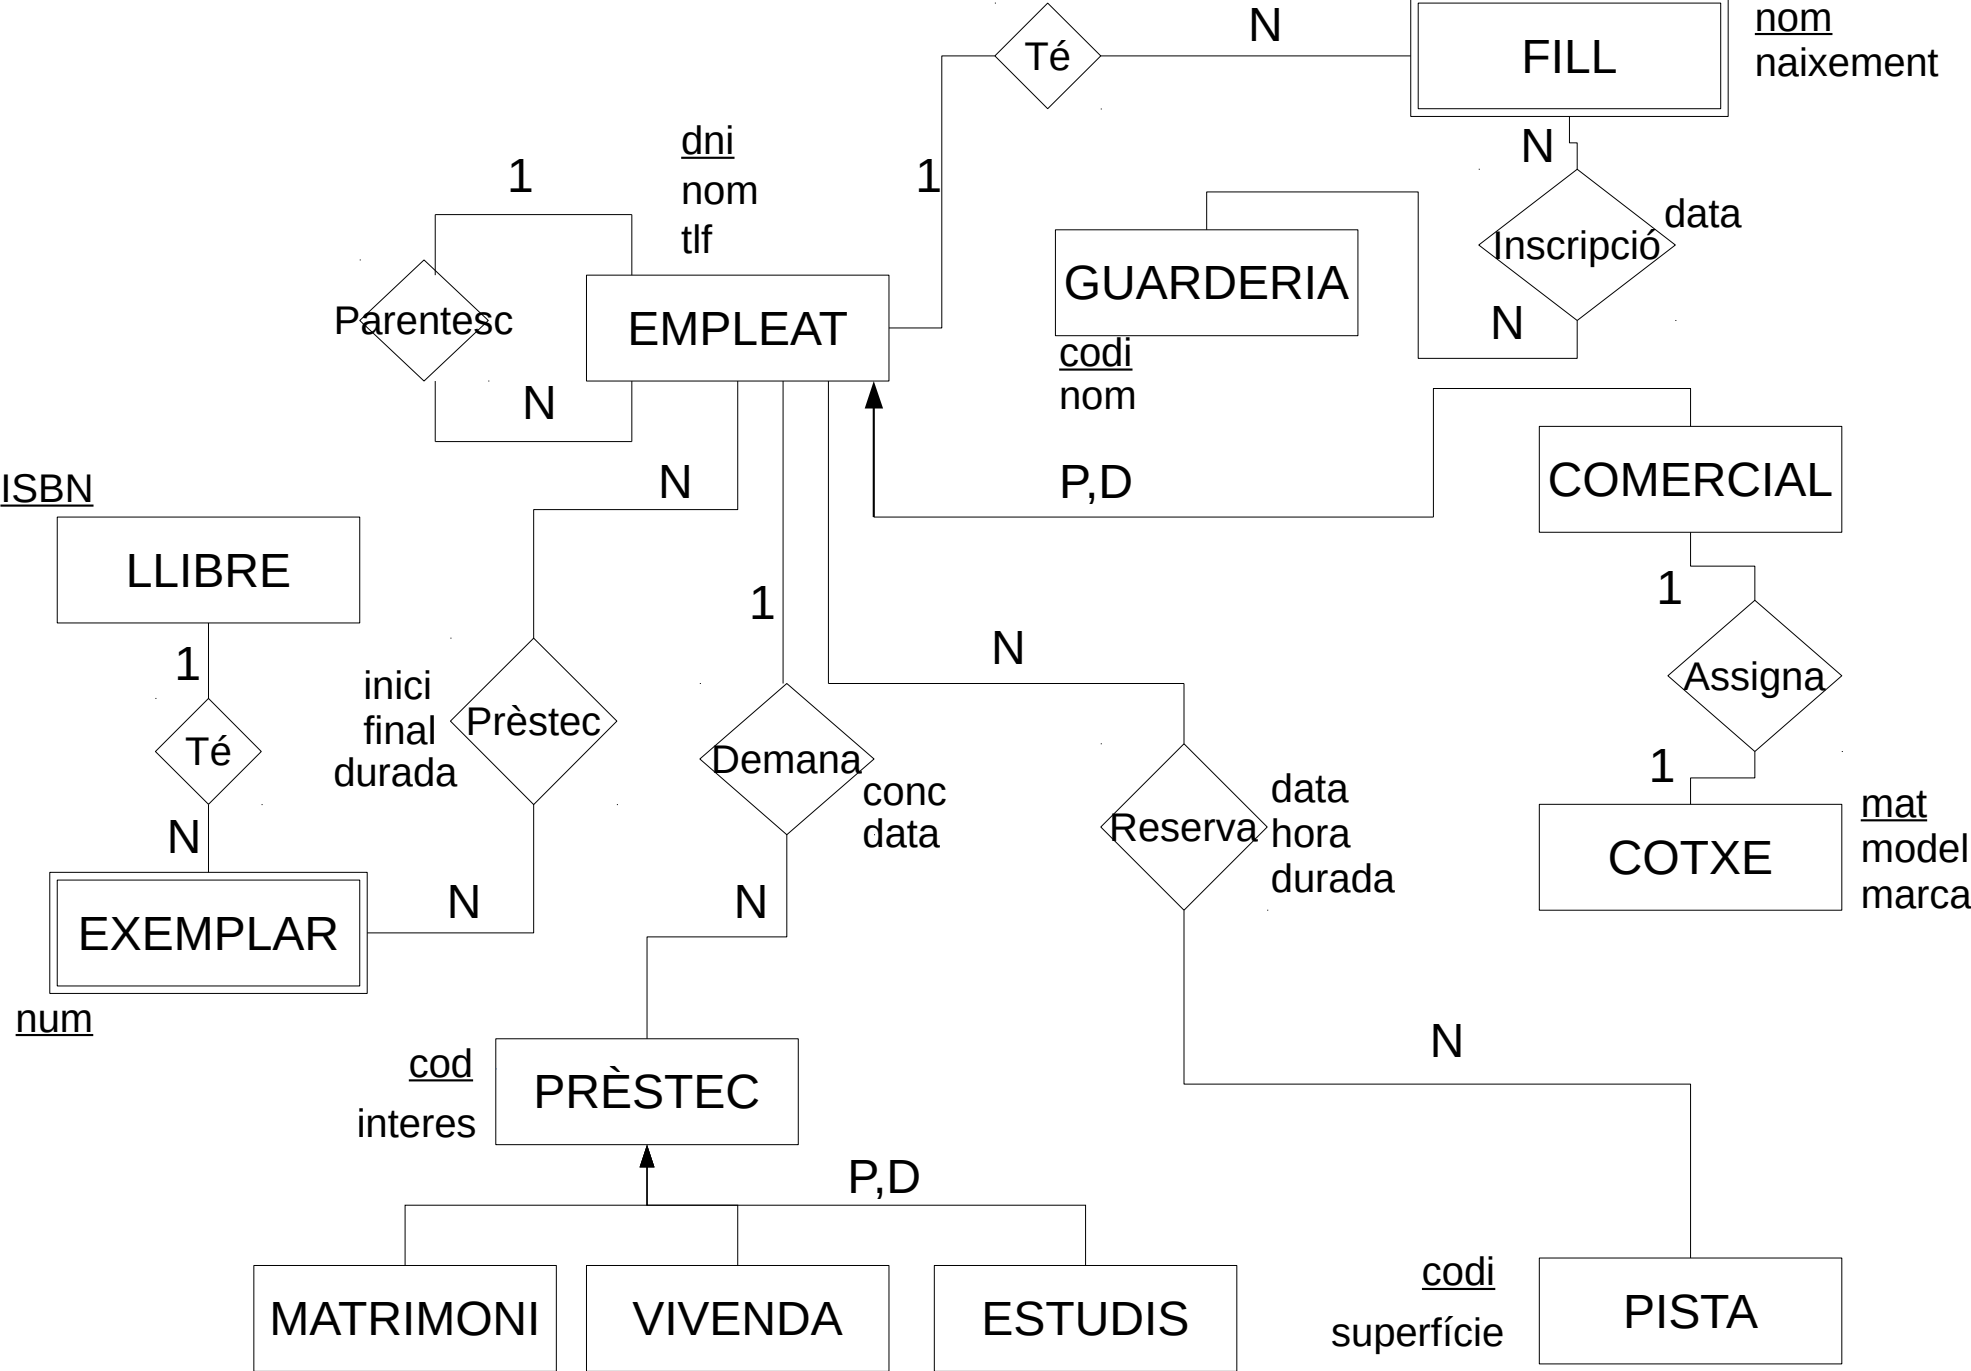 Té
N
FILL
nom
naixement
1
dni
nom
tlf
1
N
data
Inscripció
GUARDERIA
Parentesc
EMPLEAT
N
codi
nom
N
ISBN
N
P,D
COMERCIAL
LLIBRE
1
1
1
N
inici
final
durada
Prèstec
Té
Demana
conc
data
Assigna
1
Reserva
data
hora
durada
mat
model
marca
COTXE
N
EXEMPLAR
N
N
num
N
cod
interes
PRÈSTEC
P,D
MATRIMONI
VIVENDA
ESTUDIS
codi
superfície
PISTA